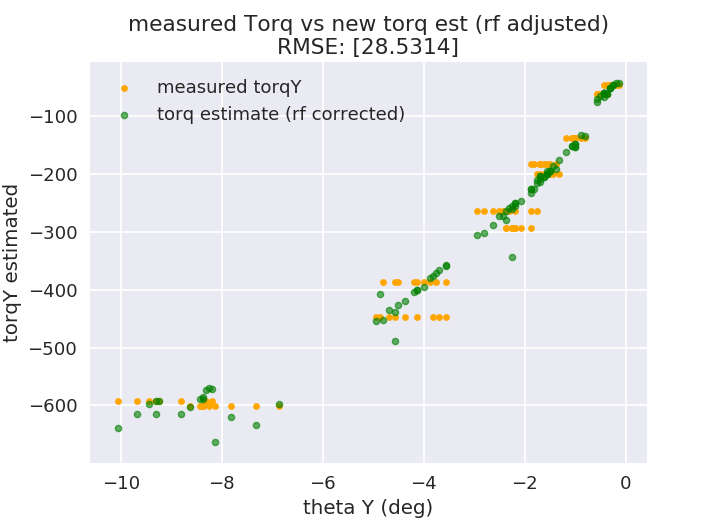 measured Torq vs new torq est (rf adjusted)
RMSE: [28.5314]
measured torqY
torq estimate (rf corrected)
−100
−200
−300
−400
−500
−600
torqY estimated
−10
−8
−6
−4
−2
0
theta Y (deg)